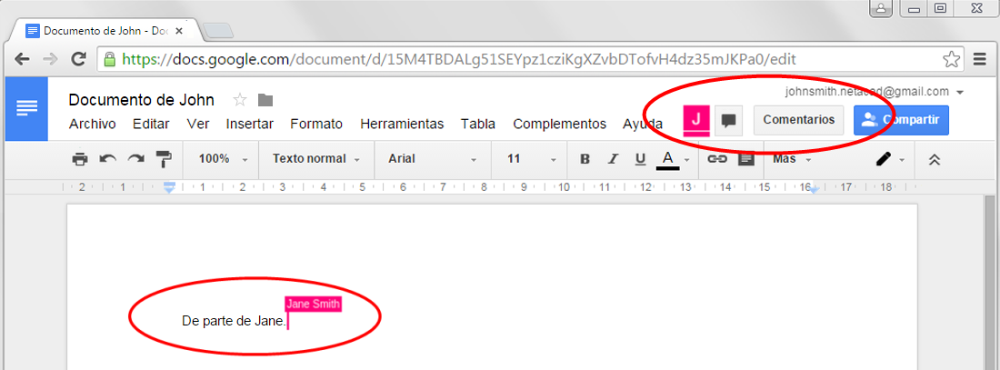 Documento de John - Doc
https://docs.google.com/document/d/15M4TBDALg51SEYpz1cziKgXZvbDTofvH4dz35mJKPa0/edit
johnsmith.netacad@gmail.com
Documento de John
Archivo Editar Ver Insertar Formato Herramientas Tabla Complementos Ayuda
J Comentarios Compartir
100% Texto normal Arial 11 B I U A Más
2 1 1 2 3 4 5 6 7 8 9 10 11 12 13 14 15 16 17 18
Jane Smith
De parte de Jane.